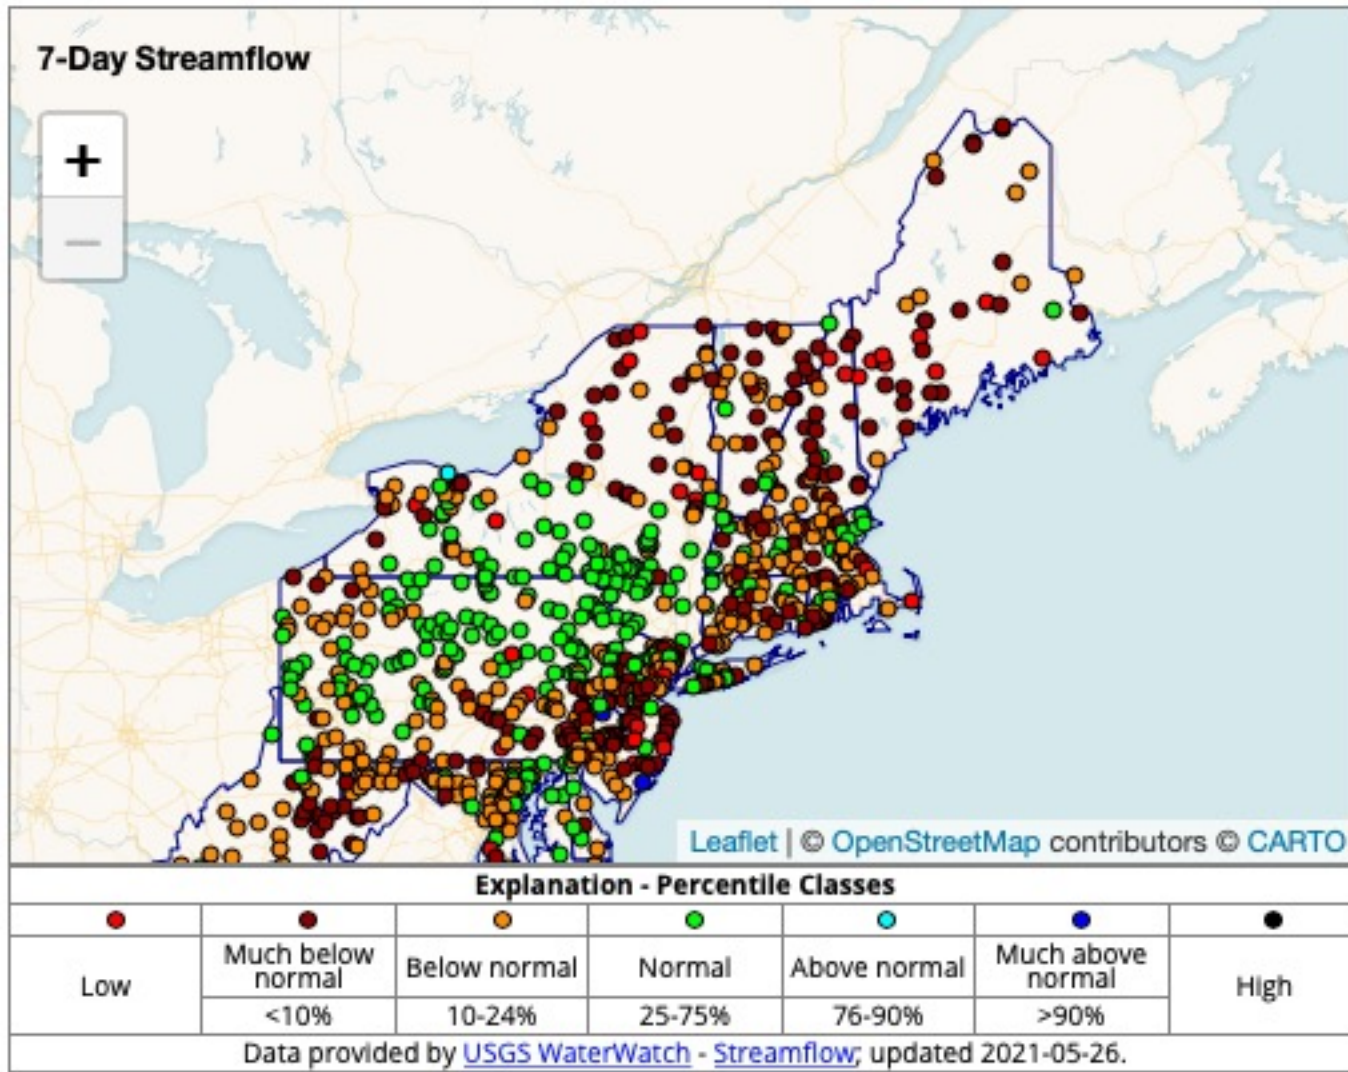 7-Day Streamflow
+
−
Leaflet | © OpenStreetMap contributors © CARTO
Explanation - Percentile Classes
Low
Much below normal
<10%
Below normal
10-24%
Normal
25-75%
Above normal
76-90%
Much above normal
>90%
High
Data provided by USGS WaterWatch - Streamflow; updated 2021-05-26.